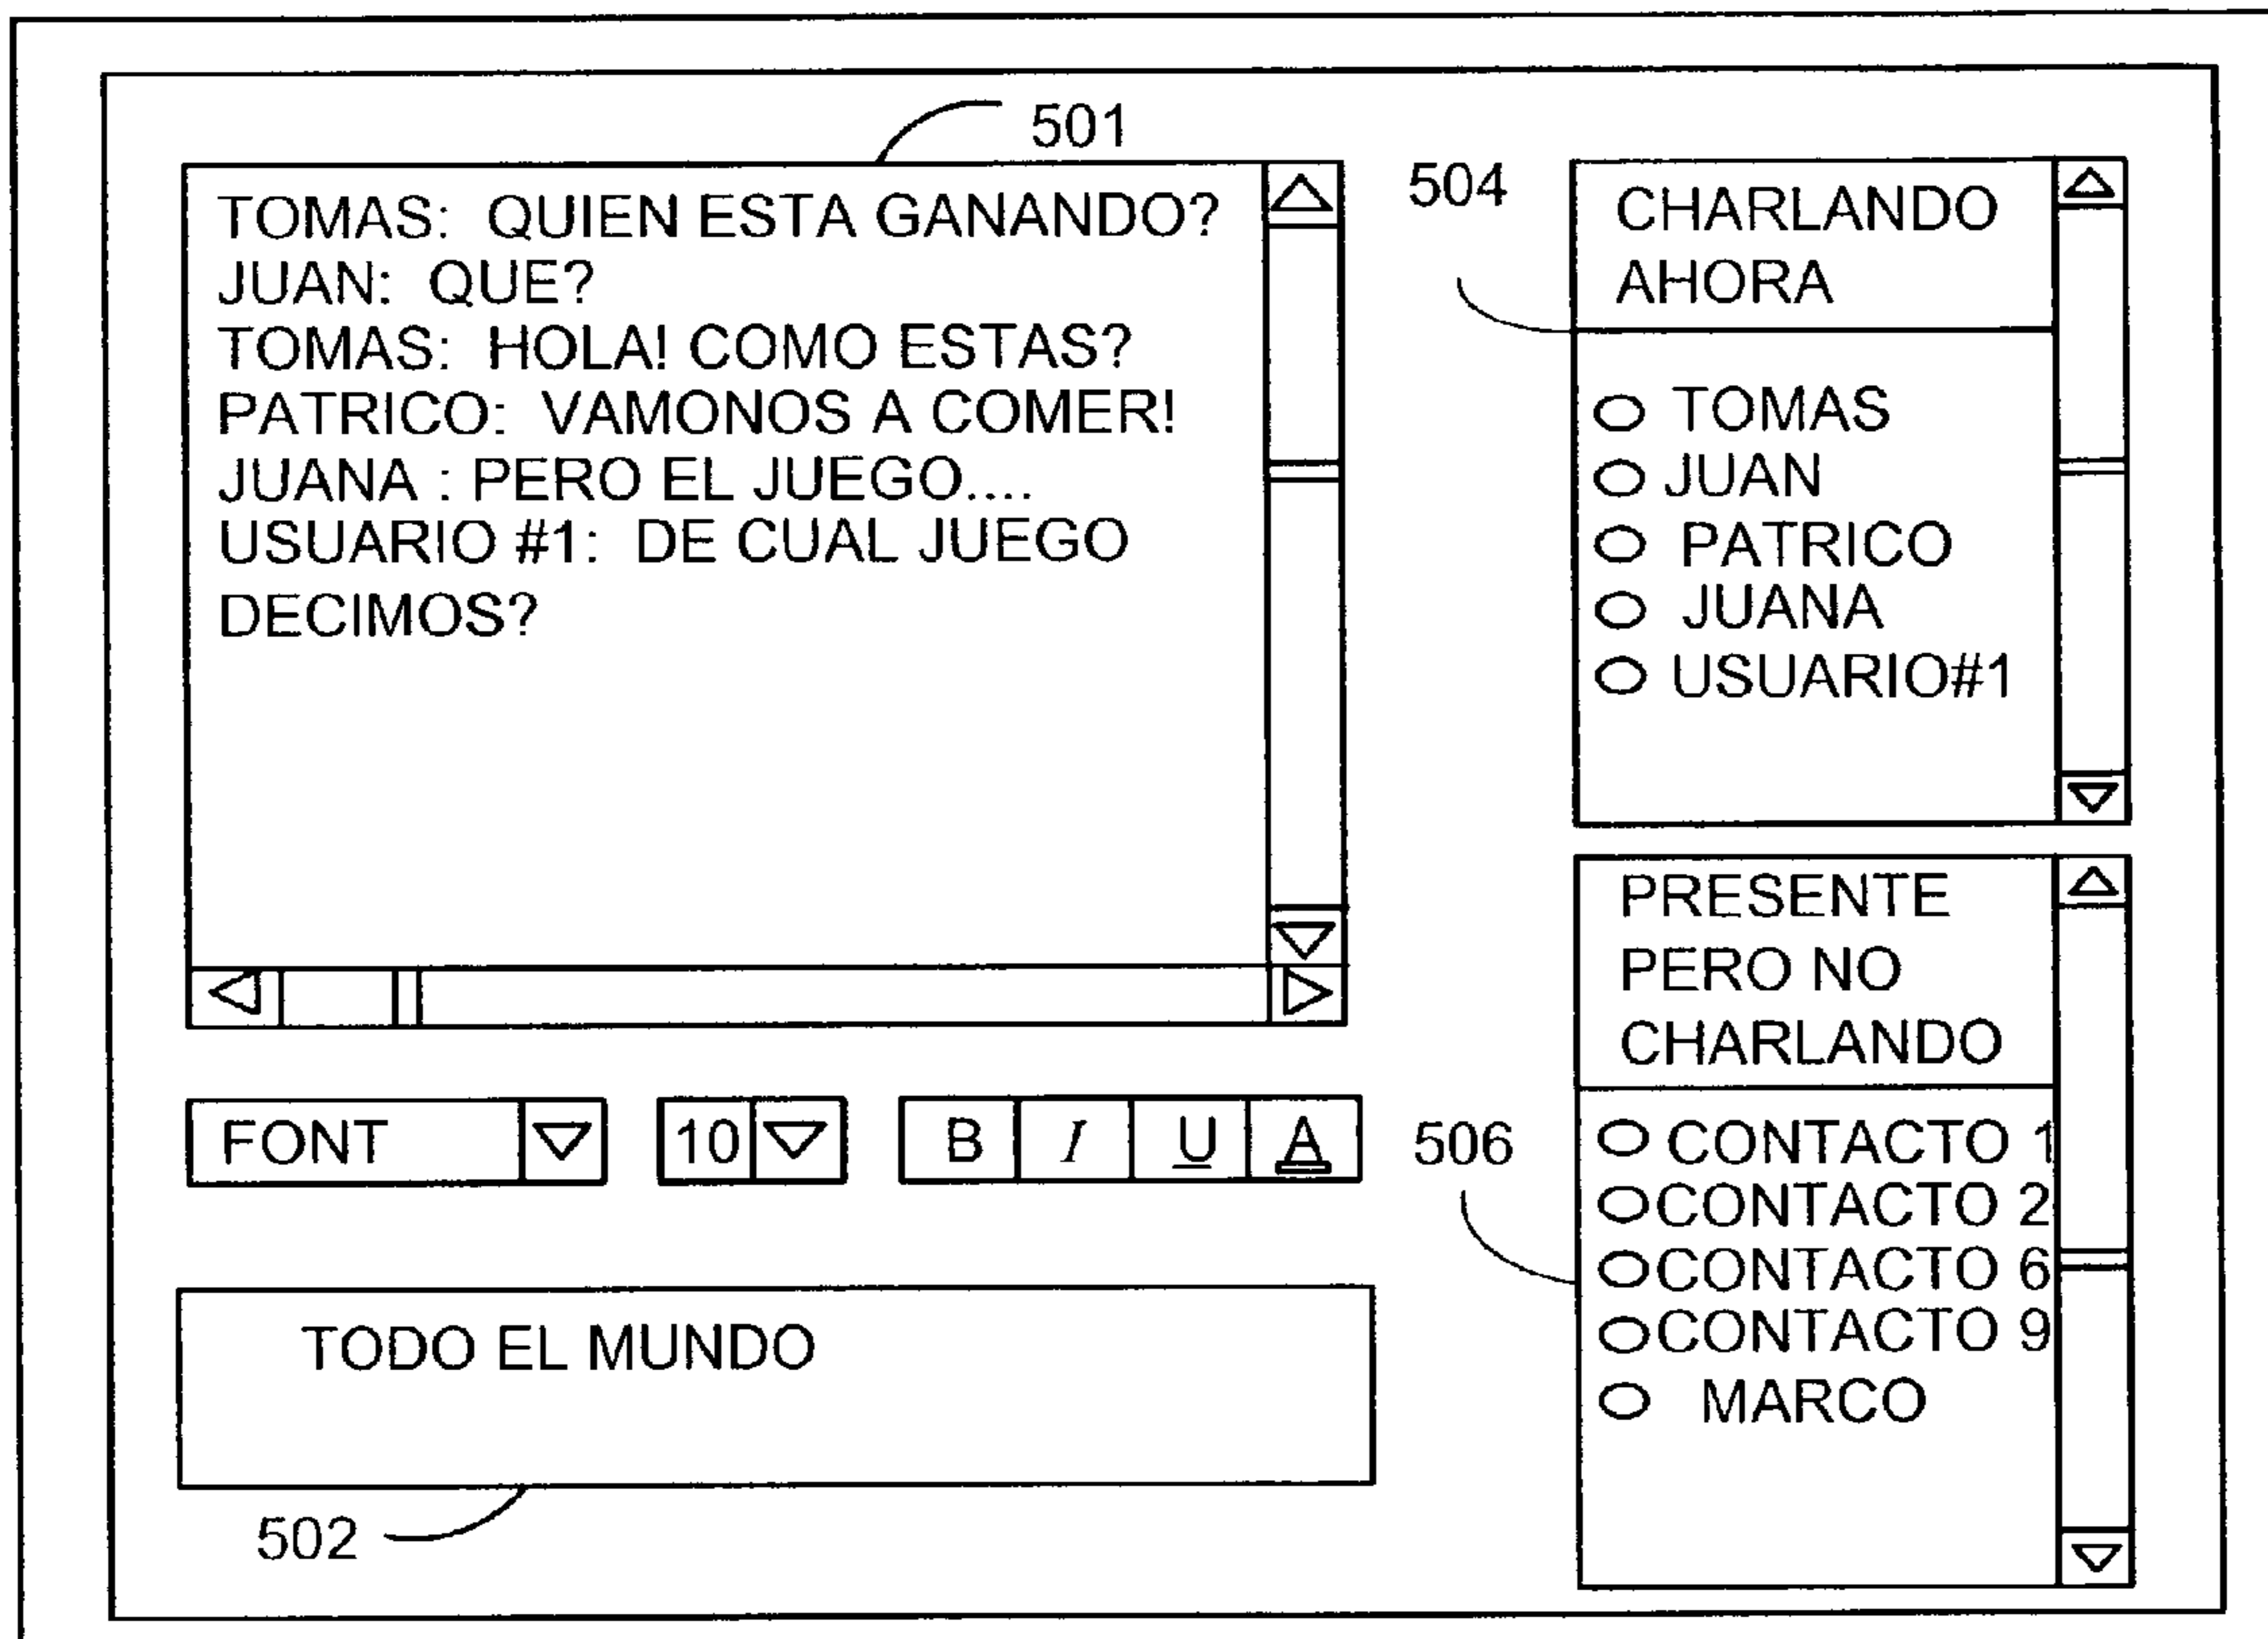 501
TOMAS: QUIEN ESTA GANANDO?
JUAN: QUE?
TOMAS: HOLA! COMO ESTAS?
PATRICO: VAMONOS A COMER!
JUANA : PERO EL JUEGO....
USUARIO #1: DE CUAL JUEGO
DECIMOS?
FONT 10 B I U A
TODO EL MUNDO
502
504
CHARLANDO
AHORA
TOMAS
JUAN
PATRICO
JUANA
USUARIO#1
PRESENTE
PERO NO
CHARLANDO
506
CONTACTO 1
CONTACTO 2
CONTACTO 6
CONTACTO 9
MARCO